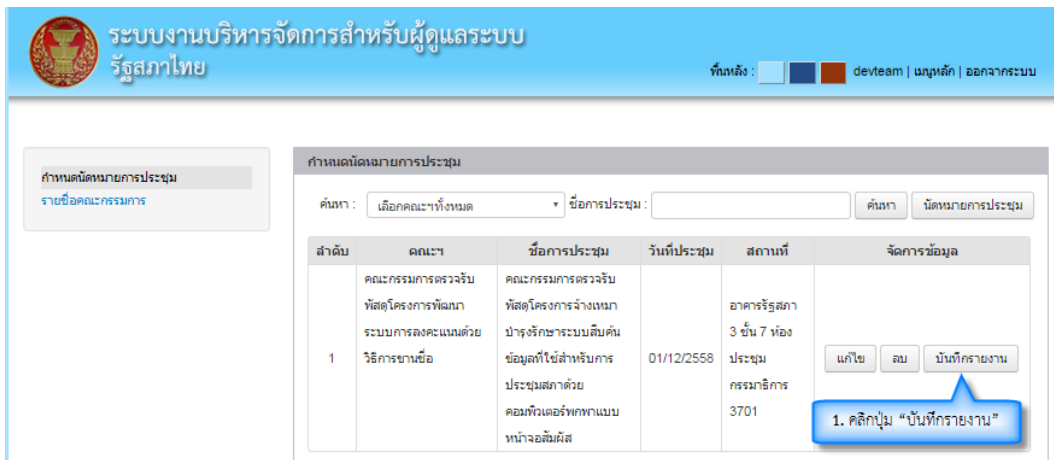 ระบบงานบริหารจัดการสำหรับผู้ดูแลระบบ
รัฐสภาไทย
พื้นหลัง : devteam | เมนูหลัก | ออกจากระบบ
กำหนดนัดหมายการประชุม
รายชื่อคณะกรรมการ
กำหนดนัดหมายการประชุม
ค้นหา : เลือกคณะฯทั้งหมด ชื่อการประชุม : ค้นหา นัดหมายการประชุม
ลำดับ คณะฯ ชื่อการประชุม วันที่ประชุม สถานที่ จัดการข้อมูล
1
คณะกรรมการตรวจรับ
พัสดุโครงการพัฒนา
ระบบการลงคะแนนด้วย
วิธีการขานชื่อ
คณะกรรมการตรวจรับ
พัสดุโครงการจ้างเหมา
บำรุงรักษาระบบสืบค้น
ข้อมูลที่ใช้สำหรับการ
ประชุมสภาด้วย
คอมพิวเตอร์พกพาแบบ
หน้าจอสัมผัส
01/12/2558
อาคารรัฐสภา
3 ชั้น 7 ห้อง
ประชุม
กรรมาธิการ
3701
แก้ไข ลบ บันทึกรายงาน
1. คลิกปุ่ม “บันทึกรายงาน”